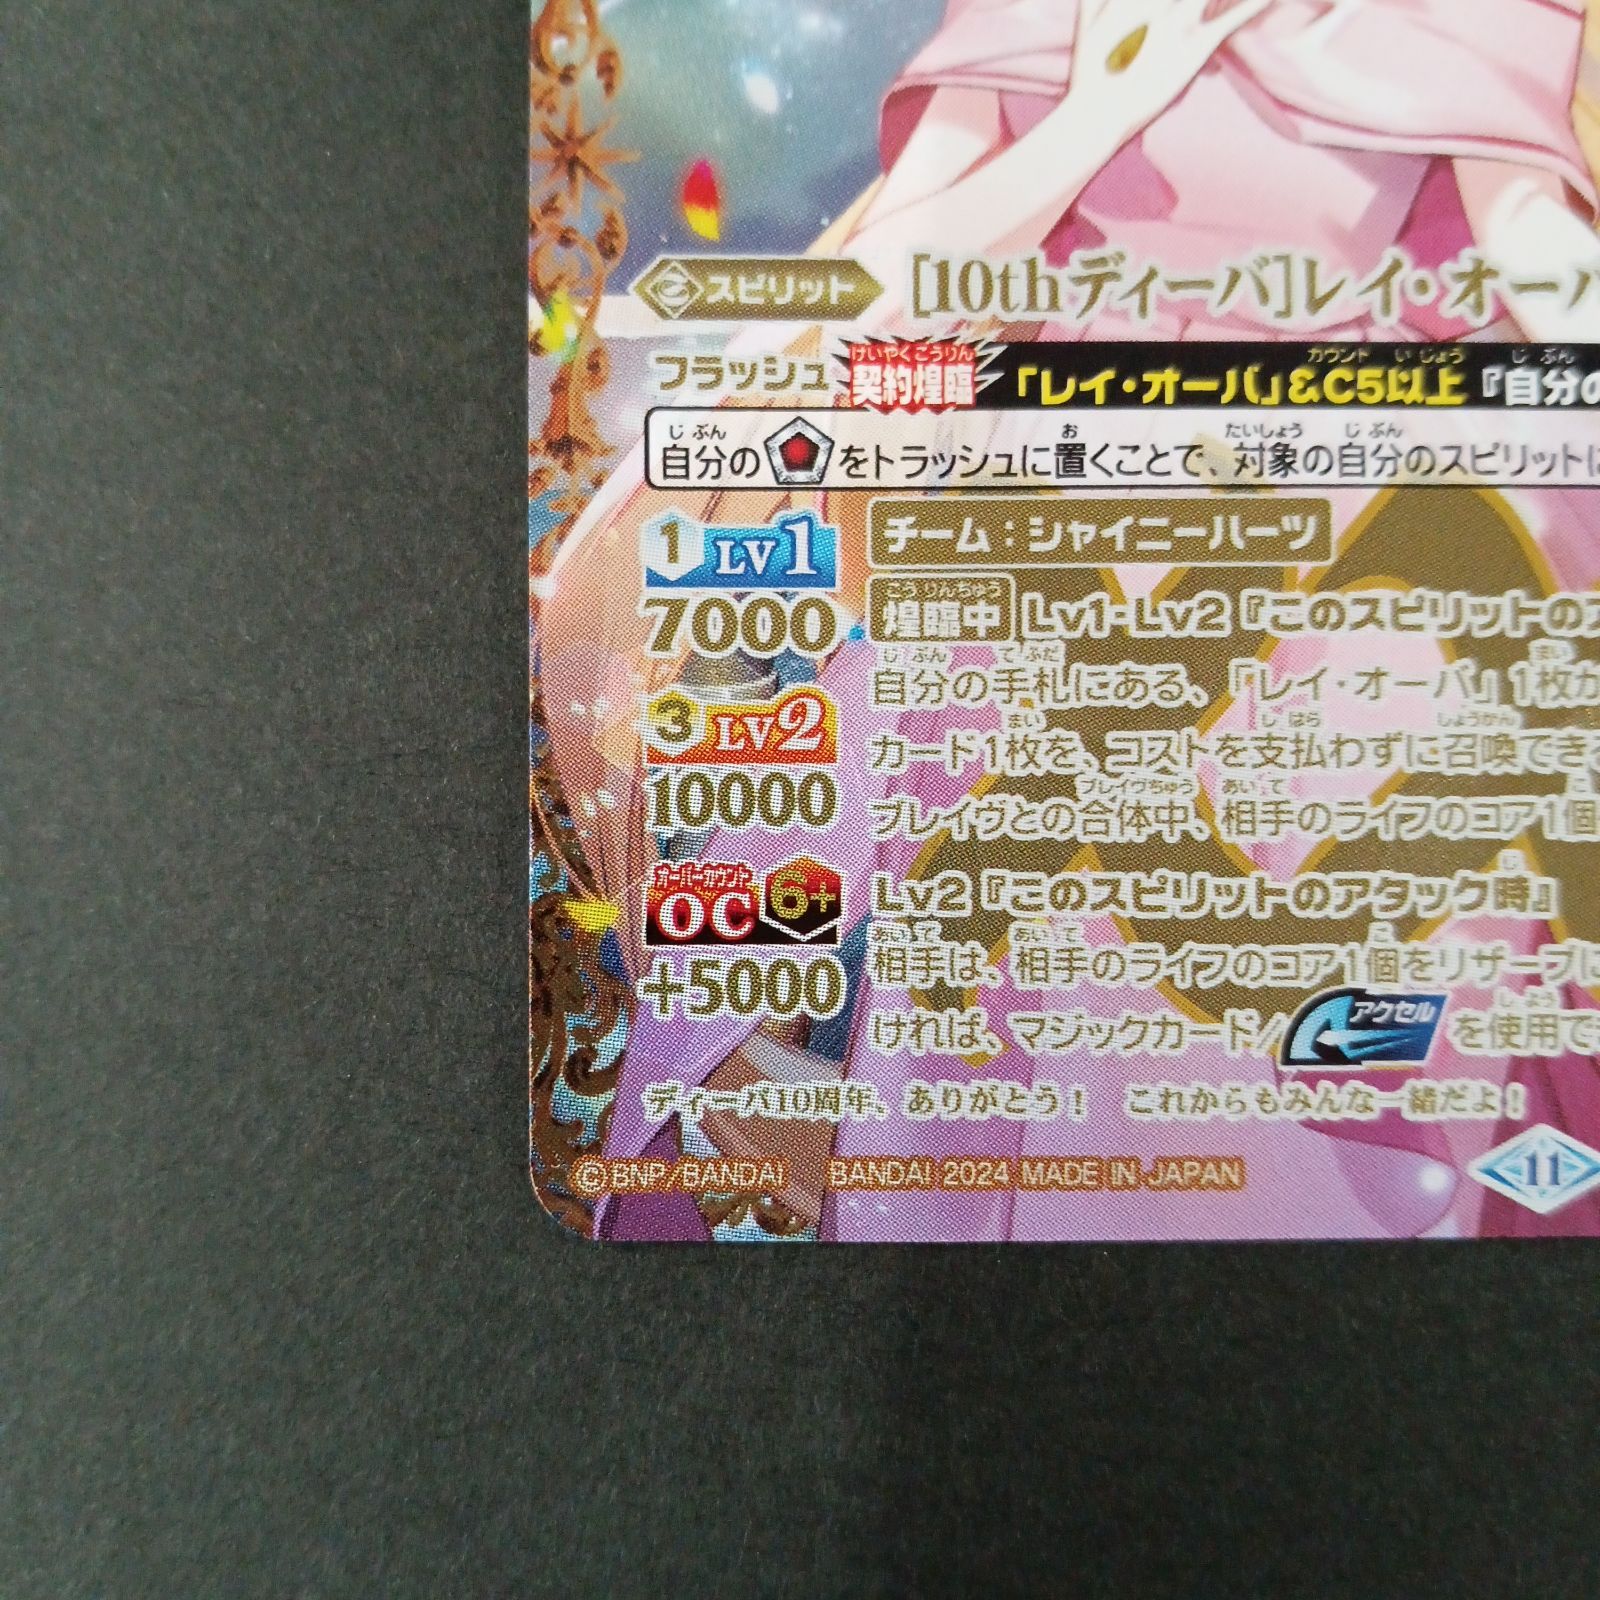 スピリット [10thディーバ]レイ・オーバ
フラッシュ 契約煌臨 「レイ・オーバ」&C5以上『自分の
けいやくこうりん カウント いじょう じぶん
じぶん お たいしょう じぶん
自分の をトラッシュに置くことで、対象の自分のスピリットに
1 LV1
7000
3 LV2
10000
オーバーカウント
OC 6+
+5000
チーム：シャイニーハーツ
こうりんちゅう
煌臨中 Lv1・Lv2『このスピリットのア
じぶん てふだ まい
自分の手札にある、「レイ・オーバ」1枚か
まい しはら しょうかん
カード1枚を、コストを支払わずに召喚でき
ブレイヴちゅう あいて こ
ブレイヴとの合体中、相手のライフのコア1個
じ
Lv2『このスピリットのアタック時』
あいて あいて こ
相手は、相手のライフのコア1個をリザーブに
アクセル しよう
ければ、マジックカード/ を使用で
ディーバ10周年、ありがとう！ これからもみんな一緒だよ！
©BNP/BANDAI BANDAI 2024 MADE IN JAPAN
11